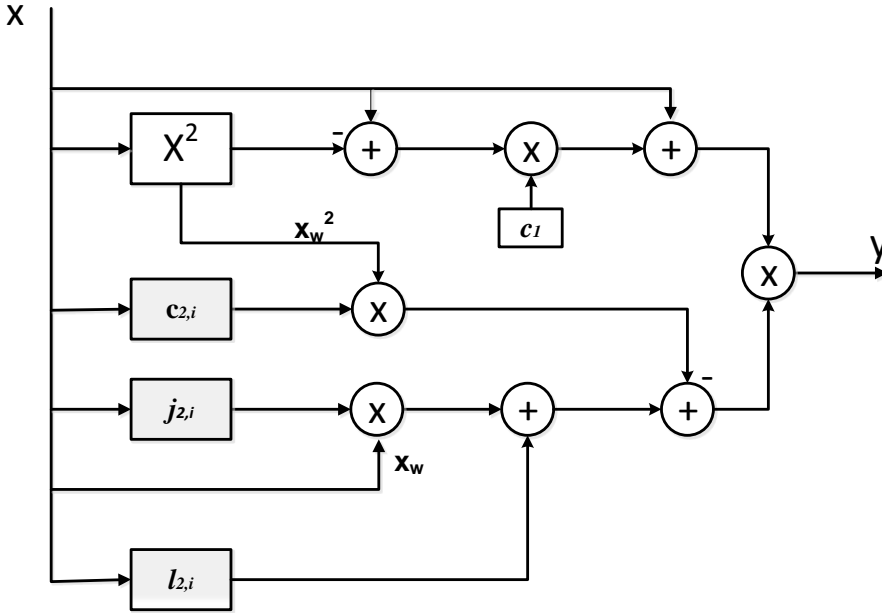 X
X²
-
+
x
+
c₁
xw²
x
y
c₂,ᵢ
x
-
j₂,ᵢ
x
+
+
xw
l₂,ᵢ